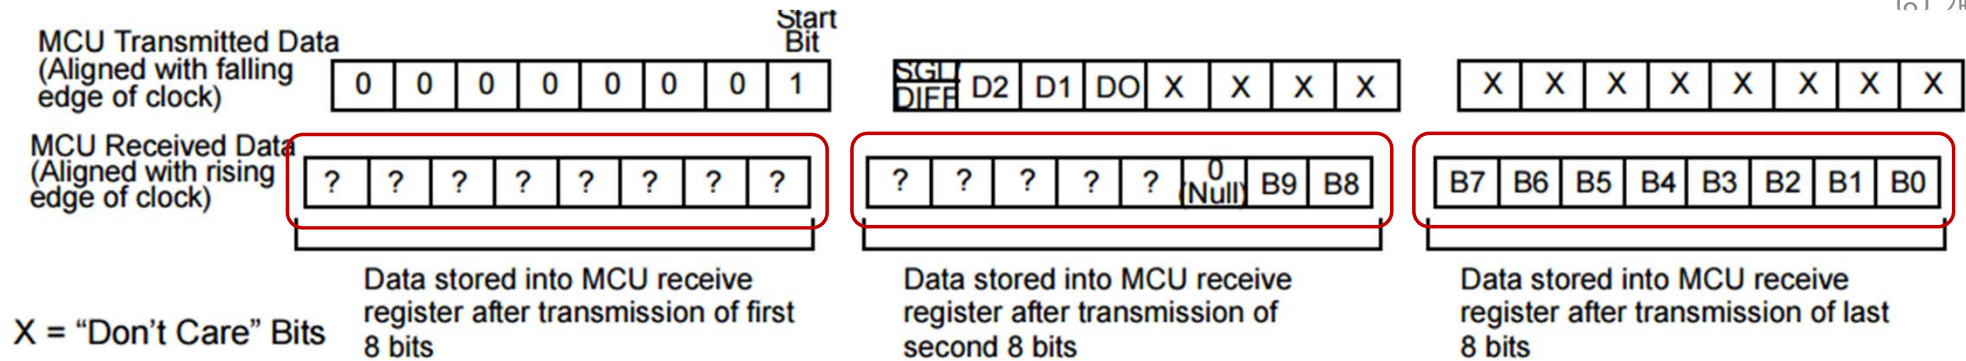 Start
Bit
MCU Transmitted Data
(Aligned with falling
edge of clock)
0 0 0 0 0 0 0 1
SGL/
DIFF D2 D1 DO X X X X
X X X X X X X X
MCU Received Data
(Aligned with rising
edge of clock)
? ? ? ? ? ? ? ?
? ? ? ? ? 0
(Null) B9 B8
B7 B6 B5 B4 B3 B2 B1 B0
X = “Don’t Care” Bits
Data stored into MCU receive
register after transmission of first
8 bits
Data stored into MCU receive
register after transmission of
second 8 bits
Data stored into MCU receive
register after transmission of last
8 bits